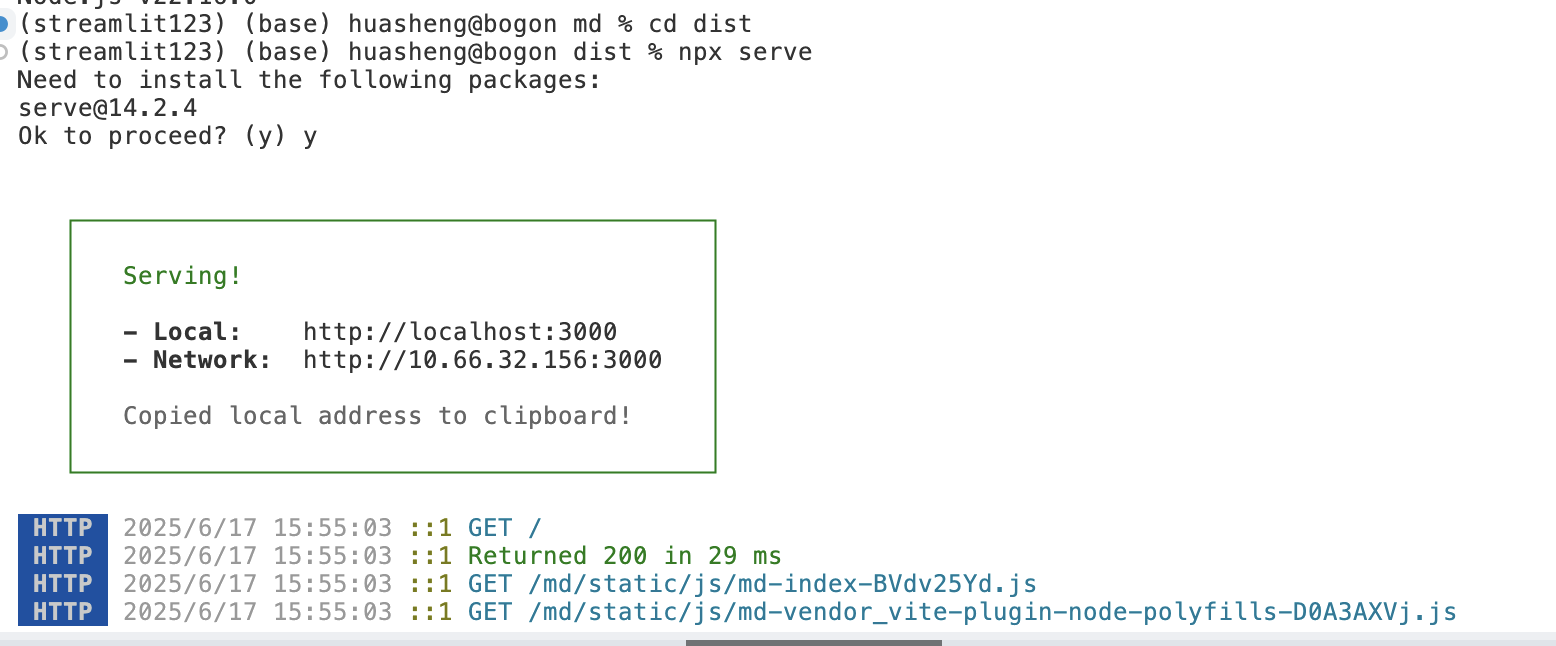 (streamlit123) (base) huasheng@bogon md % cd dist
(streamlit123) (base) huasheng@bogon dist % npx serve
Need to install the following packages:
serve@14.2.4
Ok to proceed? (y) y
Serving!
- Local: http://localhost:3000
- Network: http://10.66.32.156:3000
Copied local address to clipboard!
HTTP 2025/6/17 15:55:03 ::1 GET /
HTTP 2025/6/17 15:55:03 ::1 Returned 200 in 29 ms
HTTP 2025/6/17 15:55:03 ::1 GET /md/static/js/md-index-BVdv25Yd.js
HTTP 2025/6/17 15:55:03 ::1 GET /md/static/js/md-vendor_vite-plugin-node-polyfills-D0A3AXVj.js